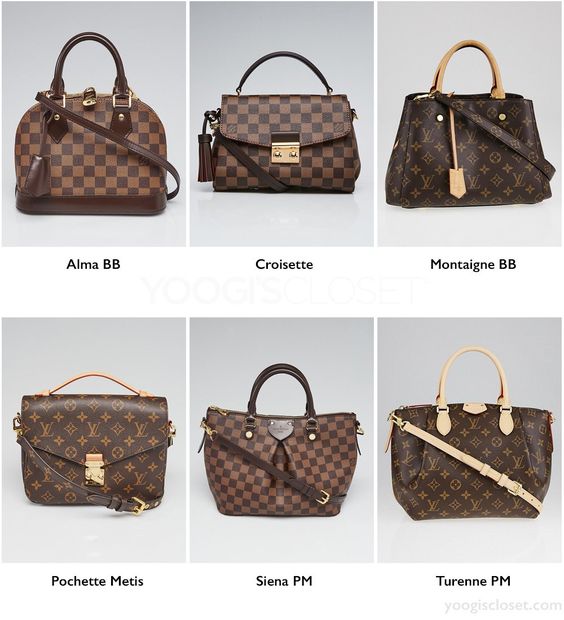 Alma BB
Croisette
Montaigne BB
YOOGI'S CLOSET
Pochette Metis
Siena PM
Turenne PM
yoogiscloset.com